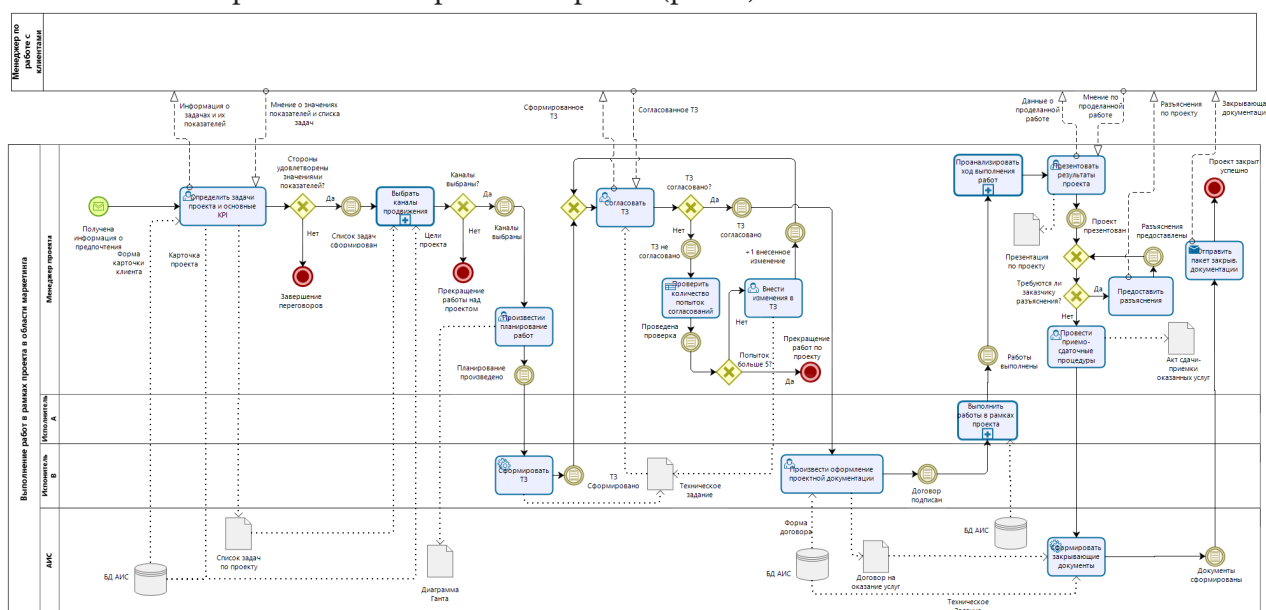 Менеджер по
работе с
клиентами
Информация о
задачах и их
показателей
Мнение о значениях
показателей и списка
задач
Сформированное
ТЗ
Согласованное ТЗ
Данные о
проделанной
работе
Мнение по
проделанной
работе
Разъяснения
по проекту
Закрывающа
документаци
Выполнение работ в рамках проекта в области маркетинга
Менеджер проекта
Получена
информация о
предпочтения
Форма
карточки
клиента
Определить задачи
проекта и основные
KPI
Карточка
проекта
Стороны
удовлетворены
значениями
показателей?
Да
Нет
Завершение
переговоров
Список задач
сформирован
Выбрать
каналы
продвижения
Цели
проекта
Каналы
выбраны?
Да
Нет
Прекращение
работы над
проектом
Каналы
выбраны
Произвести
планирование
работ
Планирование
произведено
Согласовать
ТЗ
ТЗ
согласовано?
Да
Нет
ТЗ
согласовано
ТЗ не
согласовано
+1 внесенное
изменение
Проверить
количество
попыток
согласований
Внести
изменения в
ТЗ
Проведена
проверка
Нет
Попыток
больше 5?
Да
Прекращение
работ по
проекту
Проанализировать
ход выполнения
работ
Презентовать
результаты
проекта
Проект
презентован
Презентация
по проекту
Разъяснения
предоставлены
Требуются ли
заказчику
разъяснения?
Да
Нет
Предоставить
разъяснения
Отправить
пакет закрыв.
документации
Проект закрыт
успешно
Провести
приемо-
сдаточные
процедуры
Акт сдачи-
приемки
оказанных услуг
Работы
выполнены
Исполнитель
А
Выполнить
работы в рамках
проекта
Испонитель
В
Сформировать
ТЗ
ТЗ
Сформировано
Техническое
задание
Произвести оформление
проектной документации
Договор
подписан
АИС
БД АИС
Список задач
по проекту
Диаграмма
Ганта
Форма
договора
БД АИС
Договор на
оказание услуг
БД АИС
Сформировать
закрывающие
документы
Документы
сформированы
Техническое